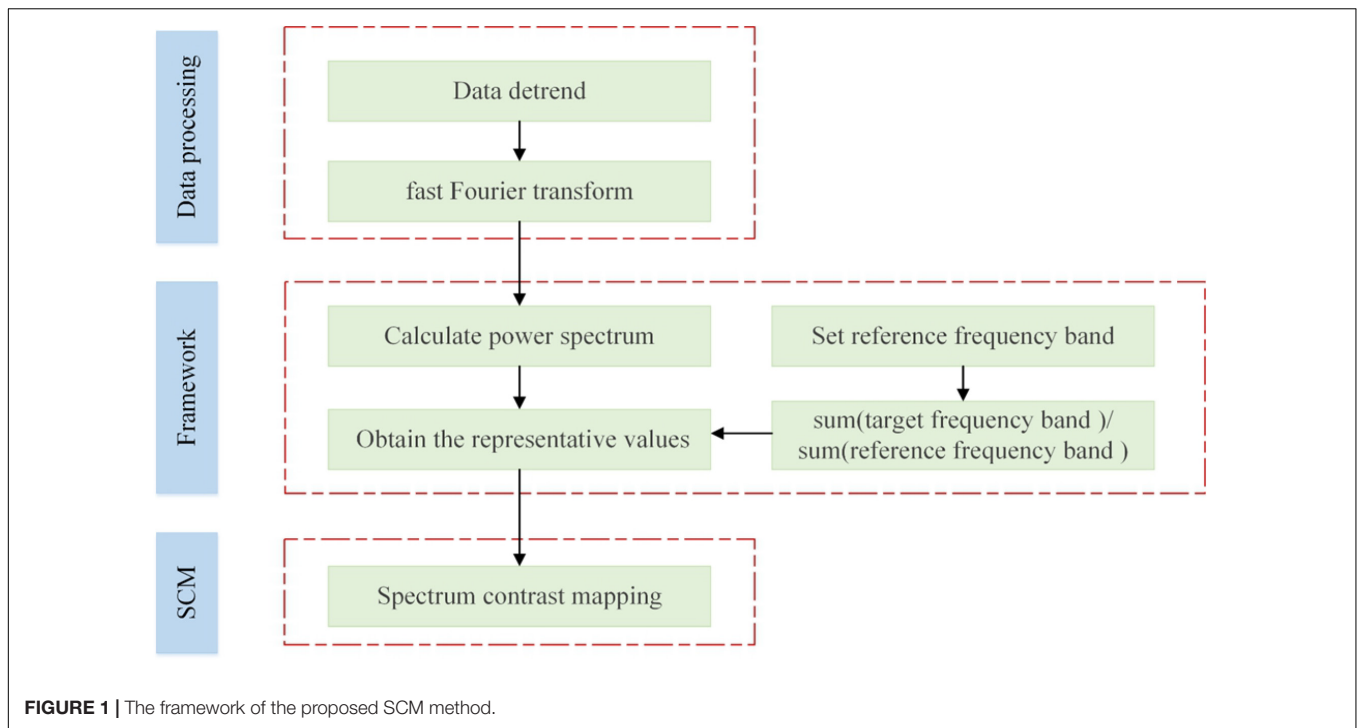 Data processing
Data detrend
fast Fourier transform
Framework
Calculate power spectrum
Set reference frequency band
Obtain the representative values
sum(target frequency band )/
sum(reference frequency band )
SCM
Spectrum contrast mapping
FIGURE 1 | The framework of the proposed SCM method.